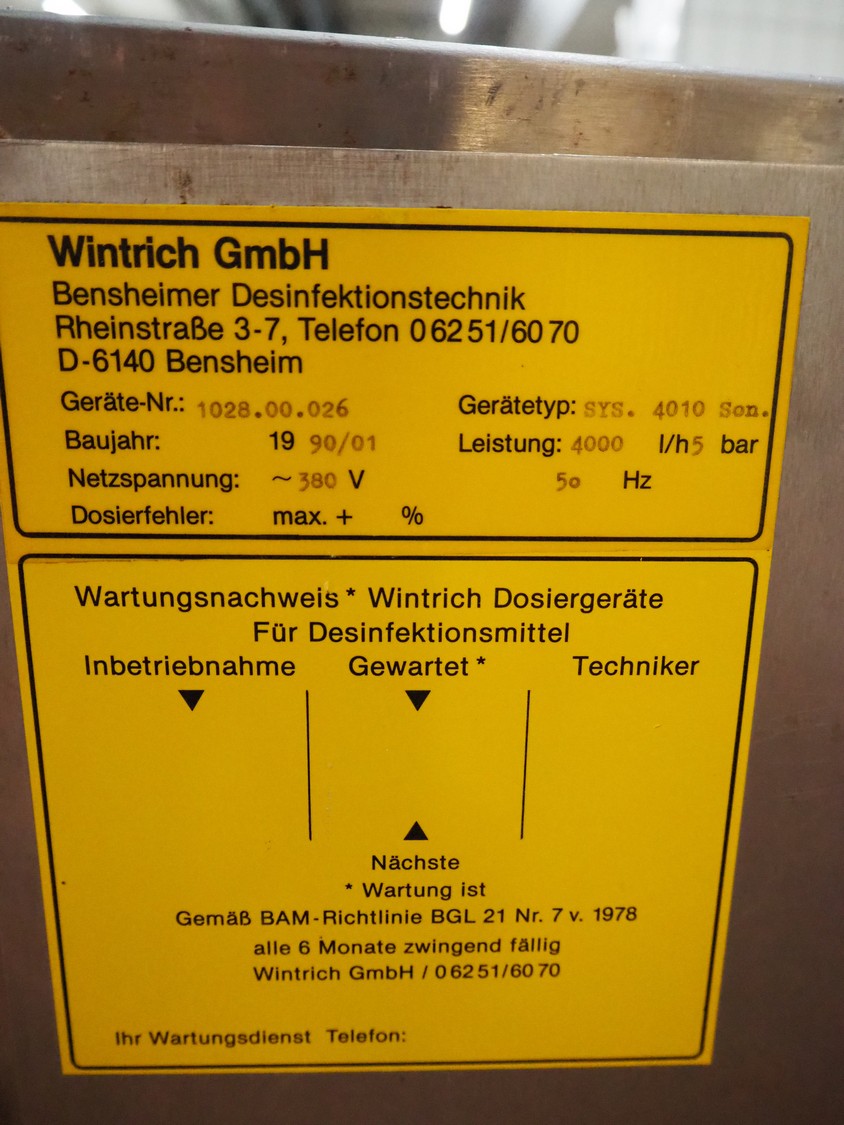 Wintrich GmbH
Bensheimer Desinfektionstechnik
Rheinstraße 3-7, Telefon 06251/6070
D-6140 Bensheim
Geräte-Nr.: 1028.00.026 Gerätetyp: SYS. 4010 Son.
Baujahr: 19 90/01 Leistung: 4000 l/h 5 bar
Netzspannung: ~ 380 V 50 Hz
Dosierfehler: max. + %
Wartungsnachweis* Wintrich Dosiergeräte
Für Desinfektionsmittel
Inbetriebnahme Gewartet* Techniker
Nächste
* Wartung ist
Gemäß BAM-Richtlinie BGL 21 Nr. 7 v. 1978
alle 6 Monate zwingend fällig
Wintrich GmbH / 06251/6070
Ihr Wartungsdienst Telefon: